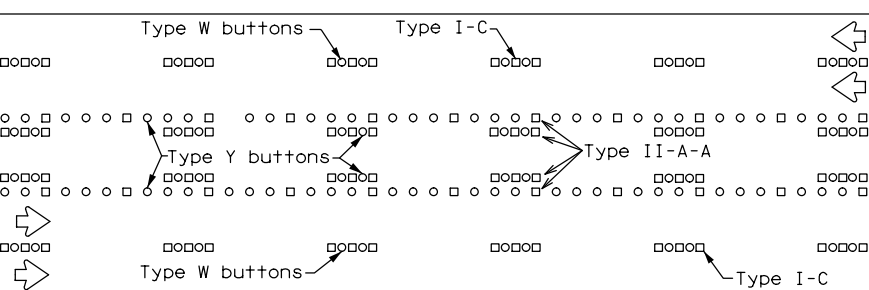 Type W buttons
Type I-C
Type Y buttons
Type II-A-A
Type W buttons
Type I-C